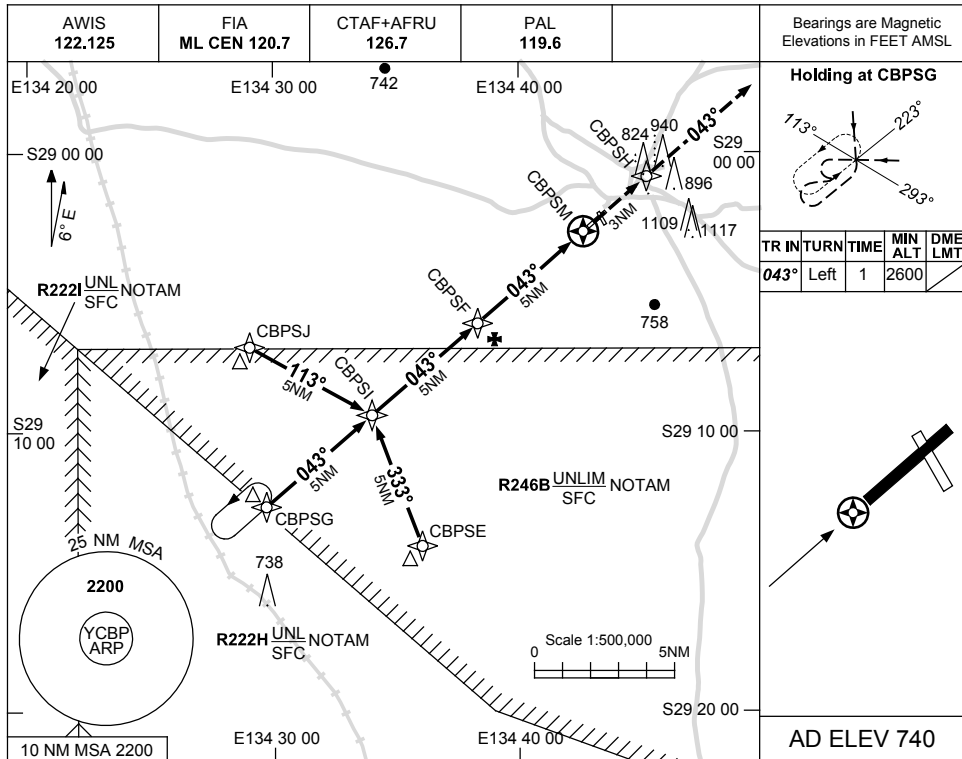 AWIS
122.125
FIA
ML CEN 120.7
CTAF+AFRU
126.7
PAL
119.6
Bearings are Magnetic
Elevations in FEET AMSL
E134 20 00
E134 30 00
742
E134 40 00
Holding at CBPSG
113°
223°
293°
TR IN
TURN
TIME
MIN
ALT
DME
LMT
043°
Left
1
2600
S29 00 00
S29
00 00
6° E
CBPSH
824
940
043°
896
1109
1117
CBPSM
3NM
R222I UNL NOTAM
SFC
CBPSF
043°
5NM
758
CBPSJ
113°
5NM
CBPSI
043°
5NM
S29
10 00
S29 10 00
043°
5NM
333°
5NM
R246B UNLIM NOTAM
SFC
CBPSG
CBPSE
25 NM MSA
2200
YCBP
ARP
738
R222H UNL NOTAM
SFC
Scale 1:500,000
0
5NM
S29 20 00
10 NM MSA 2200
E134 30 00
E134 40 00
AD ELEV 740